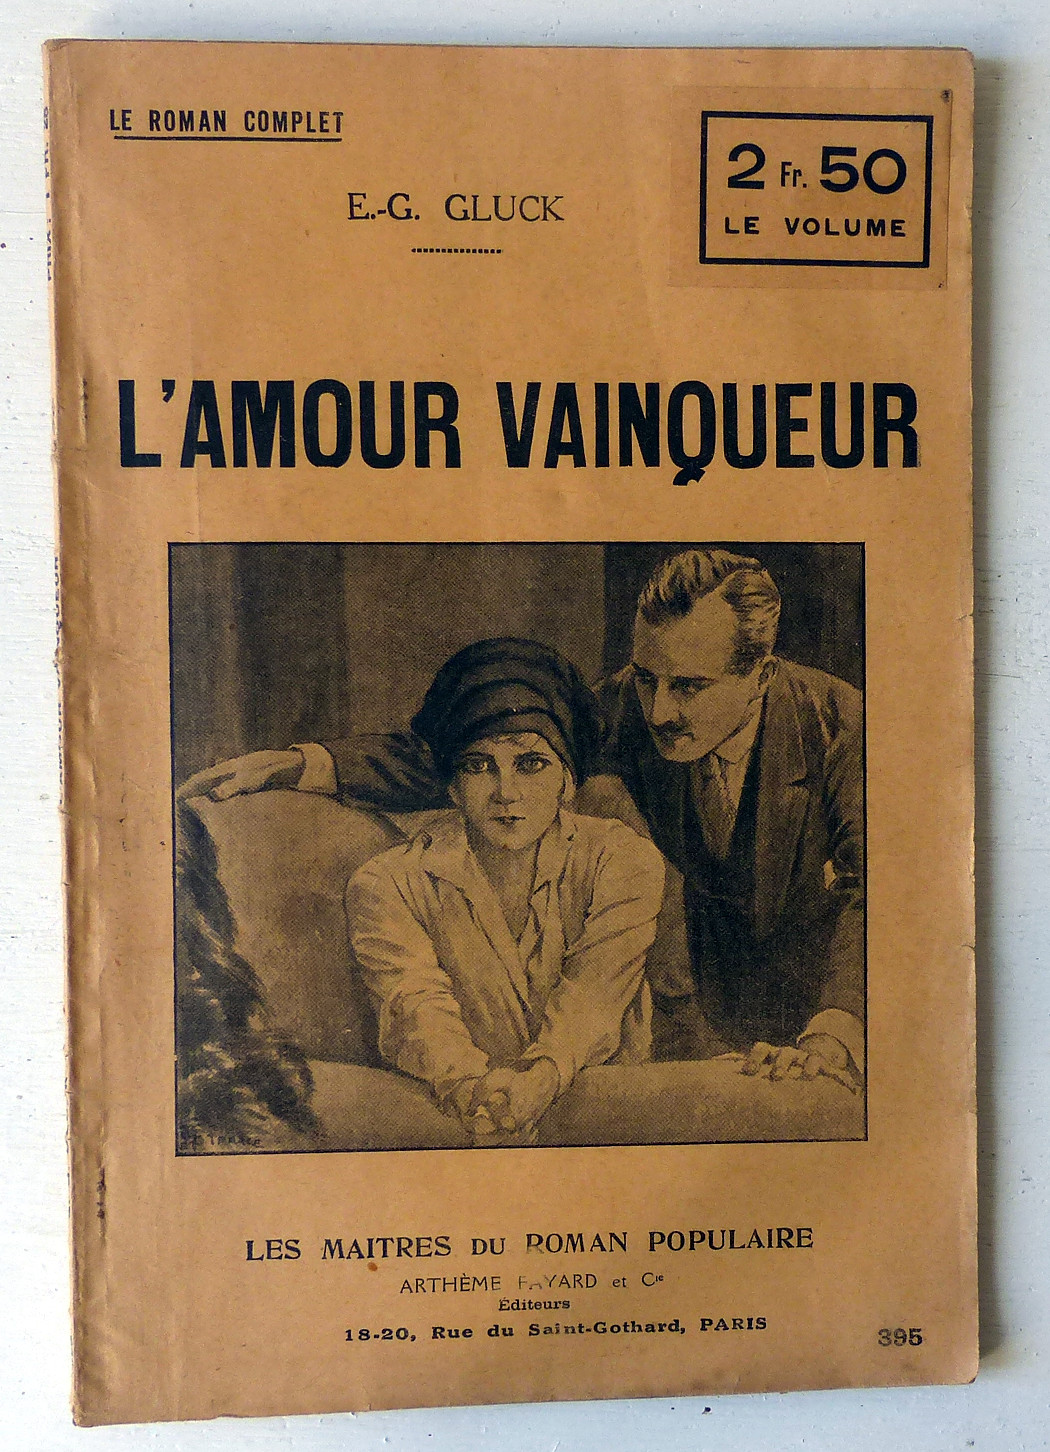 LE ROMAN COMPLET
2 Fr. 50
LE VOLUME
E.-G. GLUCK
L'AMOUR VAINQUEUR
LES MAITRES DU ROMAN POPULAIRE
ARTHÈME FAYARD et Cie
Éditeurs
18-20, Rue du Saint-Gothard, PARIS
395